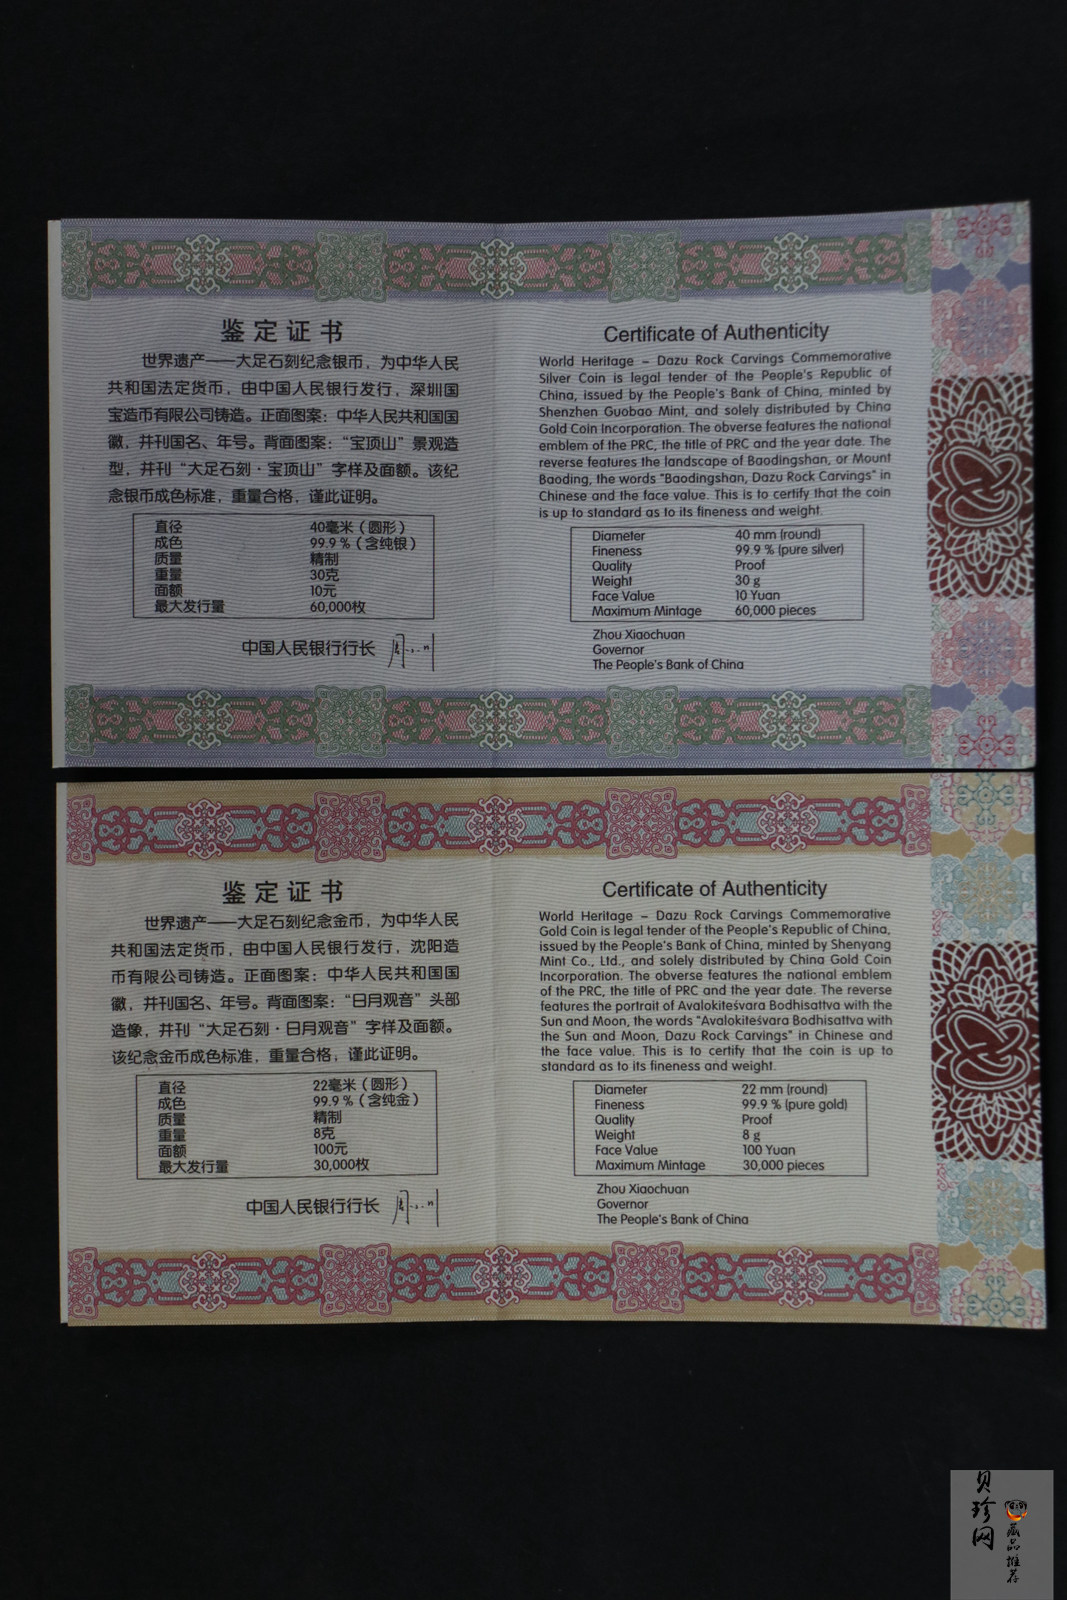 鉴定证书
世界遗产——大足石刻纪念银币，为中华人民
共和国法定货币，由中国人民银行发行，深圳国
宝造币有限公司铸造。正面图案：中华人民共和国国
徽，并刊国名、年号。背面图案：“宝顶山”景观造
型，并刊“大足石刻·宝顶山”字样及面额。该纪
念银币成色标准，重量合格，谨此证明。
直径 40毫米（圆形）
成色 99.9 %（含纯银）
质量 精制
重量 30克
面额 10元
最大发行量 60,000枚
中国人民银行行长
Certificate of Authenticity
World Heritage – Dazu Rock Carvings Commemorative
Silver Coin is legal tender of the People's Republic of
China, issued by the People's Bank of China, minted by
Shenzhen Guobao Mint, and solely distributed by China
Gold Coin Incorporation. The obverse features the national
emblem of the PRC, the title of PRC and the year date. The
reverse features the landscape of Baodingshan, or Mount
Baoding, the words "Baodingshan, Dazu Rock Carvings" in
Chinese and the face value. This is to certify that the coin
is up to standard as to its fineness and weight.
Diameter 40 mm (round)
Fineness 99.9 % (pure silver)
Quality Proof
Weight 30 g
Face Value 10 Yuan
Maximum Mintage 60,000 pieces
Zhou Xiaochuan
Governor
The People's Bank of China
鉴定证书
世界遗产——大足石刻纪念金币，为中华人民
共和国法定货币，由中国人民银行发行，沈阳造
币有限公司铸造。正面图案：中华人民共和国国
徽，并刊国名、年号。背面图案：“日月观音”头部
造像，并刊“大足石刻·日月观音”字样及面额。
该纪念金币成色标准，重量合格，谨此证明。
直径 22毫米（圆形）
成色 99.9 %（含纯金）
质量 精制
重量 8克
面额 100元
最大发行量 30,000枚
中国人民银行行长
Certificate of Authenticity
World Heritage – Dazu Rock Carvings Commemorative
Gold Coin is legal tender of the People's Republic of China,
issued by the People's Bank of China, minted by Shenyang
Mint Co., Ltd., and solely distributed by China Gold Coin
Incorporation. The obverse features the national emblem
of the PRC, the title of PRC and the year date. The reverse
features the portrait of Avalokiteśvara Bodhisattva with the
Sun and Moon, the words "Avalokiteśvara Bodhisattva with
the Sun and Moon, Dazu Rock Carvings" in Chinese and
the face value. This is to certify that the coin is up to
standard as to its fineness and weight.
Diameter 22 mm (round)
Fineness 99.9 % (pure gold)
Quality Proof
Weight 8 g
Face Value 100 Yuan
Maximum Mintage 30,000 pieces
Zhou Xiaochuan
Governor
The People's Bank of China
贝珍网
藏品推荐